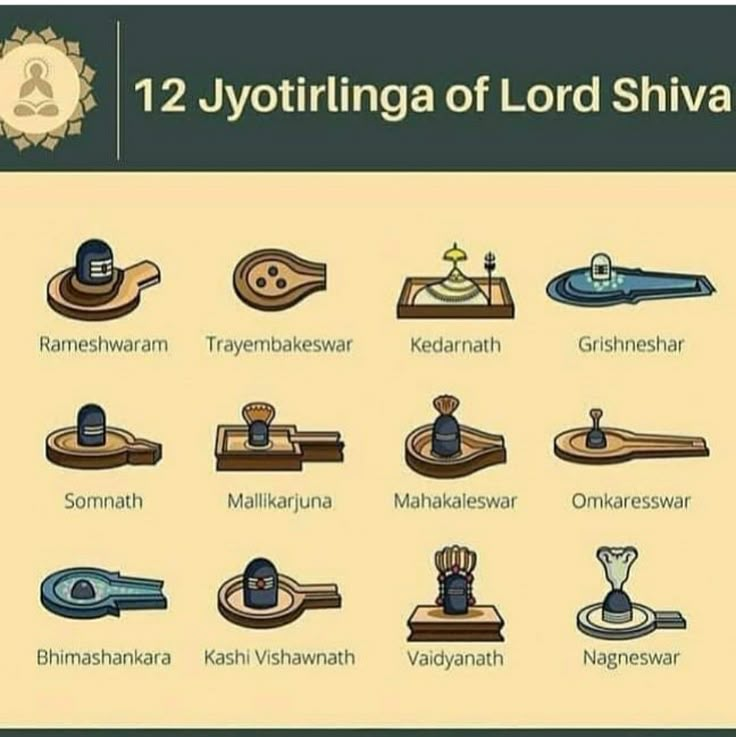 12 Jyotirlinga of Lord Shiva
Rameshwaram
Trayembakeswar
Kedarnath
Grishneshar
Somnath
Mallikarjuna
Mahakaleswar
Omkaresswar
Bhimashankara
Kashi Vishawnath
Vaidyanath
Nagneswar